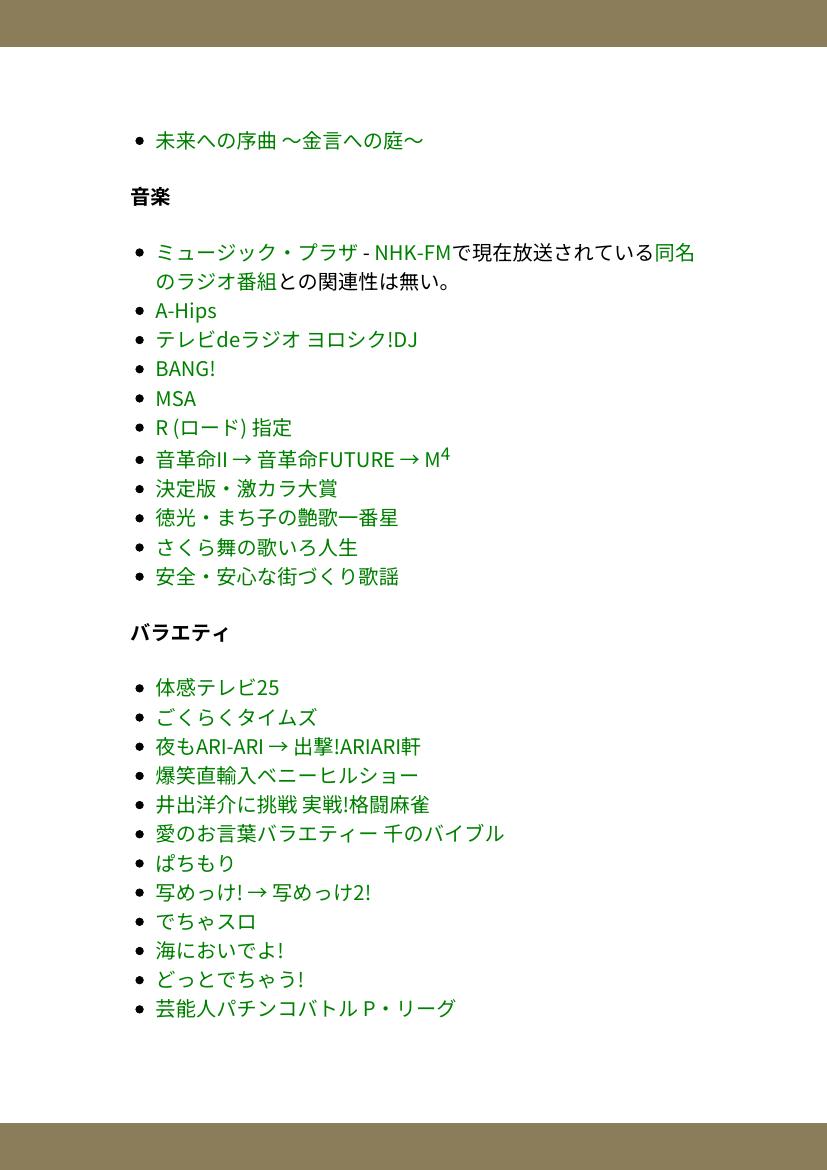 未来への序曲 〜金言への庭〜
音楽
ミュージック・プラザ - NHK-FMで現在放送されている同名
のラジオ番組との関連性は無い。
A-Hips
テレビdeラジオ ヨロシク!DJ
BANG!
MSA
R (ロード) 指定
音革命II → 音革命FUTURE → M⁴
決定版・激カラ大賞
徳光・まち子の艶歌一番星
さくら舞の歌いろ人生
安全・安心な街づくり歌謡
バラエティ
体感テレビ25
ごくらくタイムズ
夜もARI-ARI → 出撃!ARIARI軒
爆笑直輸入ベニーヒルショー
井出洋介に挑戦 実戦!格闘麻雀
愛のお言葉バラエティー 千のバイブル
ぱちもり
写めっけ! → 写めっけ2!
でちゃスロ
海においでよ!
どっとでちゃう!
芸能人パチンコバトル P・リーグ